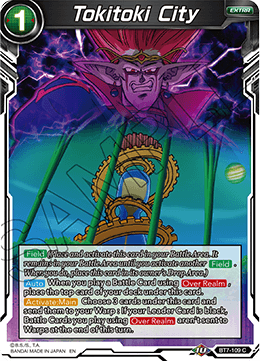 1
Tokitoki City
EXTRA
Field (Place and activate this card in your Battle Area. It
remains in your Battle Area until you activate another Field .
When you do, place this card in its owner's Drop Area.)
Auto When you play a Battle Card using Over Realm ,
place the top card of your deck under this card.
Activate:Main Choose 3 cards under this card and
send them to your Warp : If your Leader Card is black,
Battle Cards you play using Over Realm aren't sent to
Warp at the end of this turn.
©B.S./S., T.A.
BANDAI MADE IN JAPAN EN
BT7-109 C